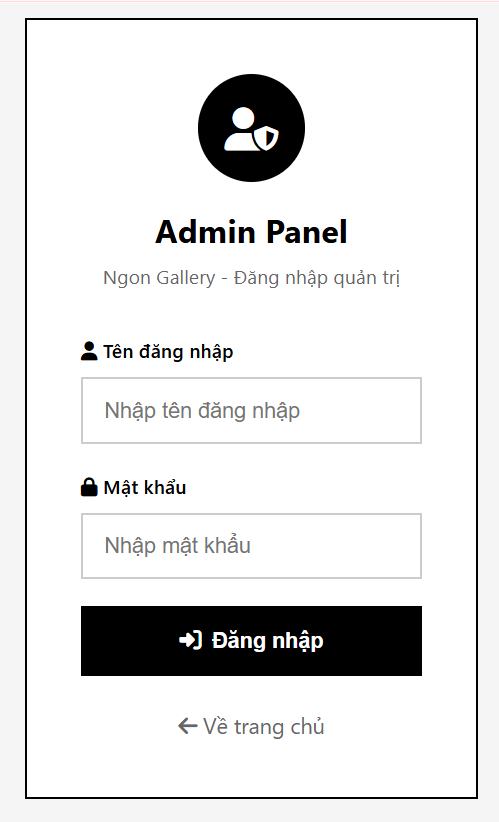 Admin Panel
Ngon Gallery - Đăng nhập quản trị
Tên đăng nhập
Nhập tên đăng nhập
Mật khẩu
Nhập mật khẩu
Đăng nhập
Về trang chủ